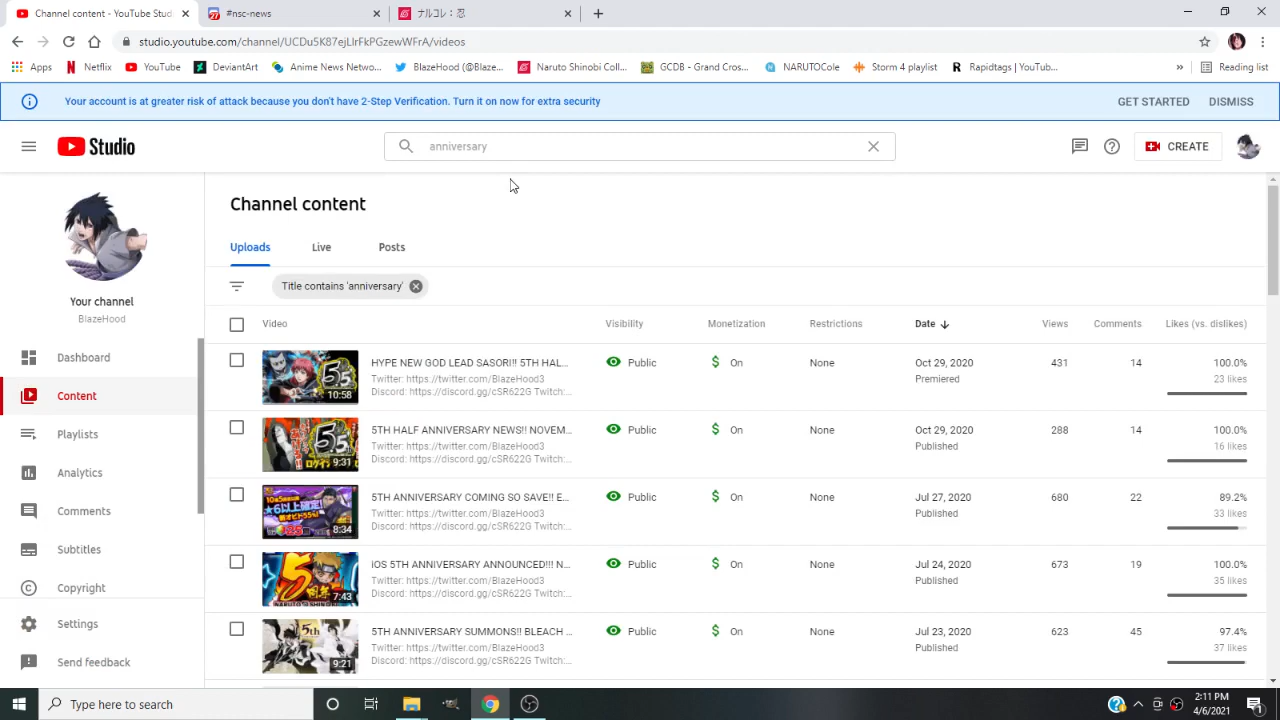 Channel content - YouTube Studio
#nsc-news
ナルコレ：忍
studio.youtube.com/channel/UCDu5K87ejLIrFkPGzewWFrA/videos
Apps Netflix YouTube DeviantArt Anime News Netwo... BlazeHood (@Blaze... Naruto Shinobi Coll... GCDB - Grand Cros... NARUTOCole Storm 4 playlist Rapidtags | YouTub... » Reading list
Your account is at greater risk of attack because you don't have 2-Step Verification. Turn it on now for extra security GET STARTED DISMISS
Studio anniversary CREATE
Your channel
BlazeHood
Dashboard
Content
Playlists
Analytics
Comments
Subtitles
Copyright
Settings
Send feedback
Channel content
Uploads Live Posts
Title contains 'anniversary'
Video Visibility Monetization Restrictions Date Views Comments Likes (vs. dislikes)
10:58 HYPE NEW GOD LEAD SASORI!! 5TH HAL... Public On None Oct 29, 2020 431 14 100.0%
Twitter: https://twitter.com/BlazeHood3 Premiered 23 likes
Discord: discord.gg/cSR622G Twitch:...
9:31 5TH HALF ANNIVERSARY NEWS!! NOVEM... Public On None Oct 29, 2020 288 14 100.0%
Twitter: https://twitter.com/BlazeHood3 Published 16 likes
Discord: discord.gg/cSR622G Twitch:...
8:34 5TH ANNIVERSARY COMING SO SAVE!! E... Public On None Jul 27, 2020 680 22 89.2%
Twitter: https://twitter.com/BlazeHood3 Published 33 likes
Discord: discord.gg/cSR622G Twitch:...
7:43 iOS 5TH ANNIVERSARY ANNOUNCED!!! N... Public On None Jul 24, 2020 673 19 100.0%
Twitter: https://twitter.com/BlazeHood3 Published 35 likes
Discord: discord.gg/cSR622G Twitch:...
5th 9:21 5TH ANNIVERSARY SUMMONS!! BLEACH ... Public On None Jul 23, 2020 623 45 97.4%
Twitter: https://twitter.com/BlazeHood3 Published 37 likes
Discord: discord.gg/cSR622G Twitch:...
Type here to search
2:11 PM
4/6/2021